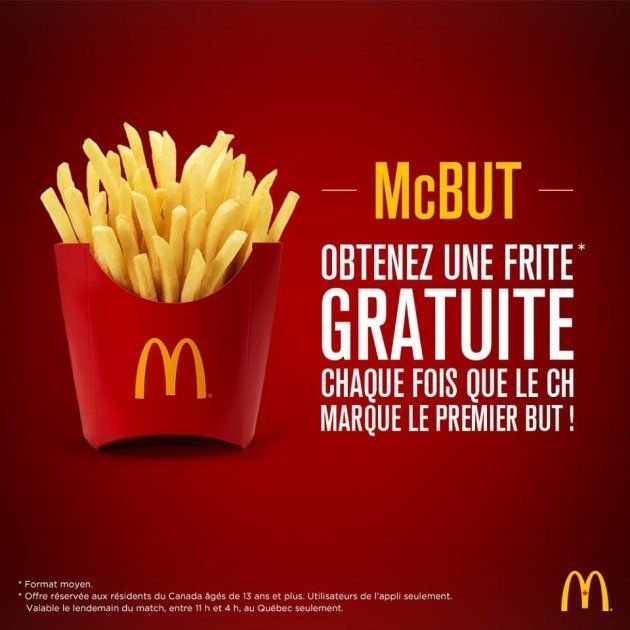 McBUT
OBTENEZ UNE FRITE*
GRATUITE
CHAQUE FOIS QUE LE CH
MARQUE LE PREMIER BUT !
* Format moyen.
* Offre réservée aux résidents du Canada âgés de 13 ans et plus. Utilisateurs de l'appli seulement.
Valable le lendemain du match, entre 11 h et 4 h, au Québec seulement.